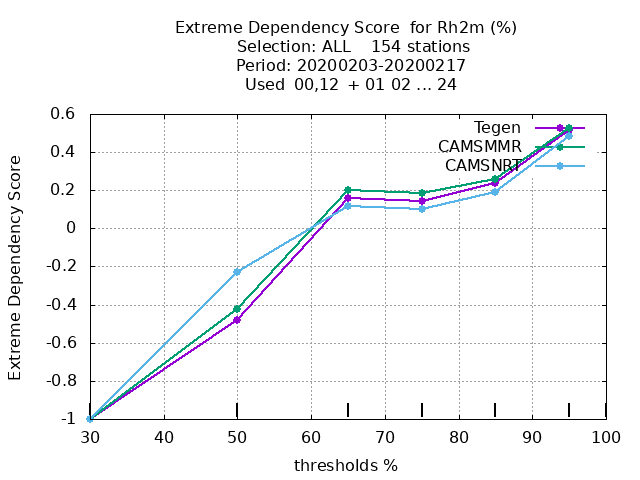 Extreme Dependency Score  for Rh2m (%)
Selection: ALL    154 stations
Period: 20200203-20200217
Used  00,12  + 01 02 ... 24
Extreme Dependency Score
0.6
0.4
0.2
0
-0.2
-0.4
-0.6
-0.8
-1
Tegen
CAMSMMR
CAMSNRT
30 40 50 60 70 80 90 100
thresholds %